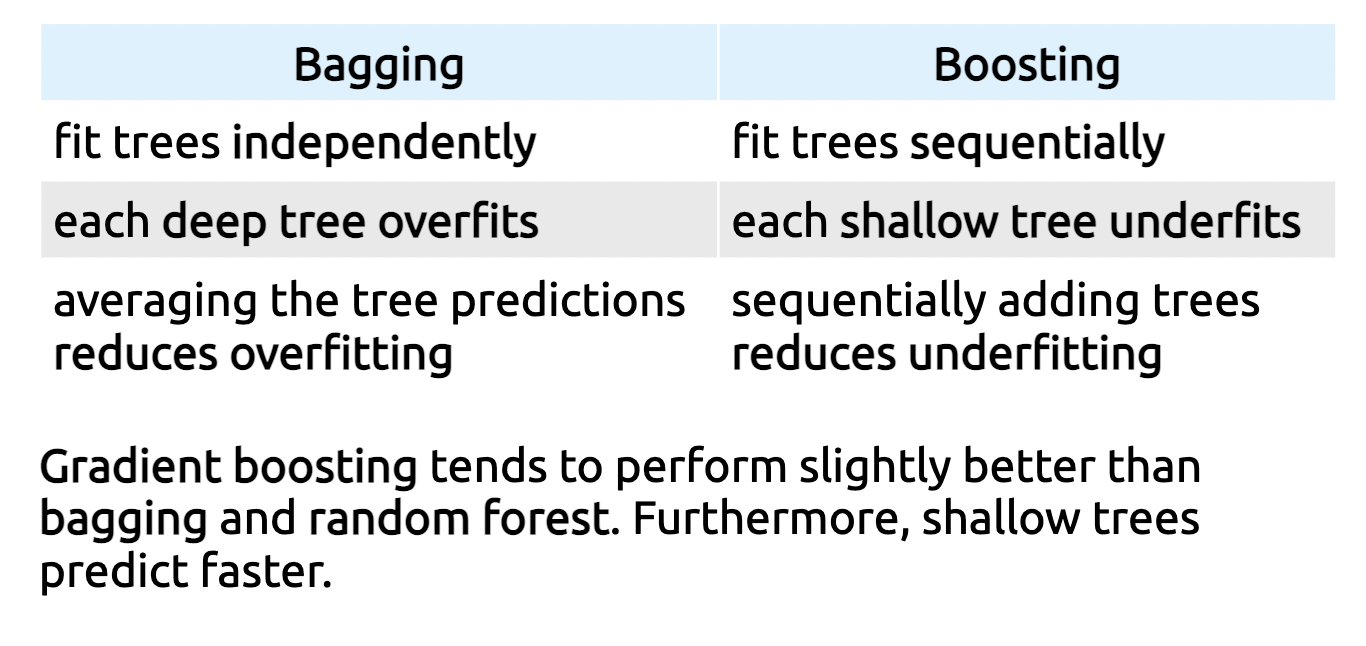 Bagging
Boosting
fit trees independently
fit trees sequentially
each deep tree overfits
each shallow tree underfits
averaging the tree predictions
reduces overfitting
sequentially adding trees
reduces underfitting
Gradient boosting tends to perform slightly better than
bagging and random forest. Furthermore, shallow trees
predict faster.